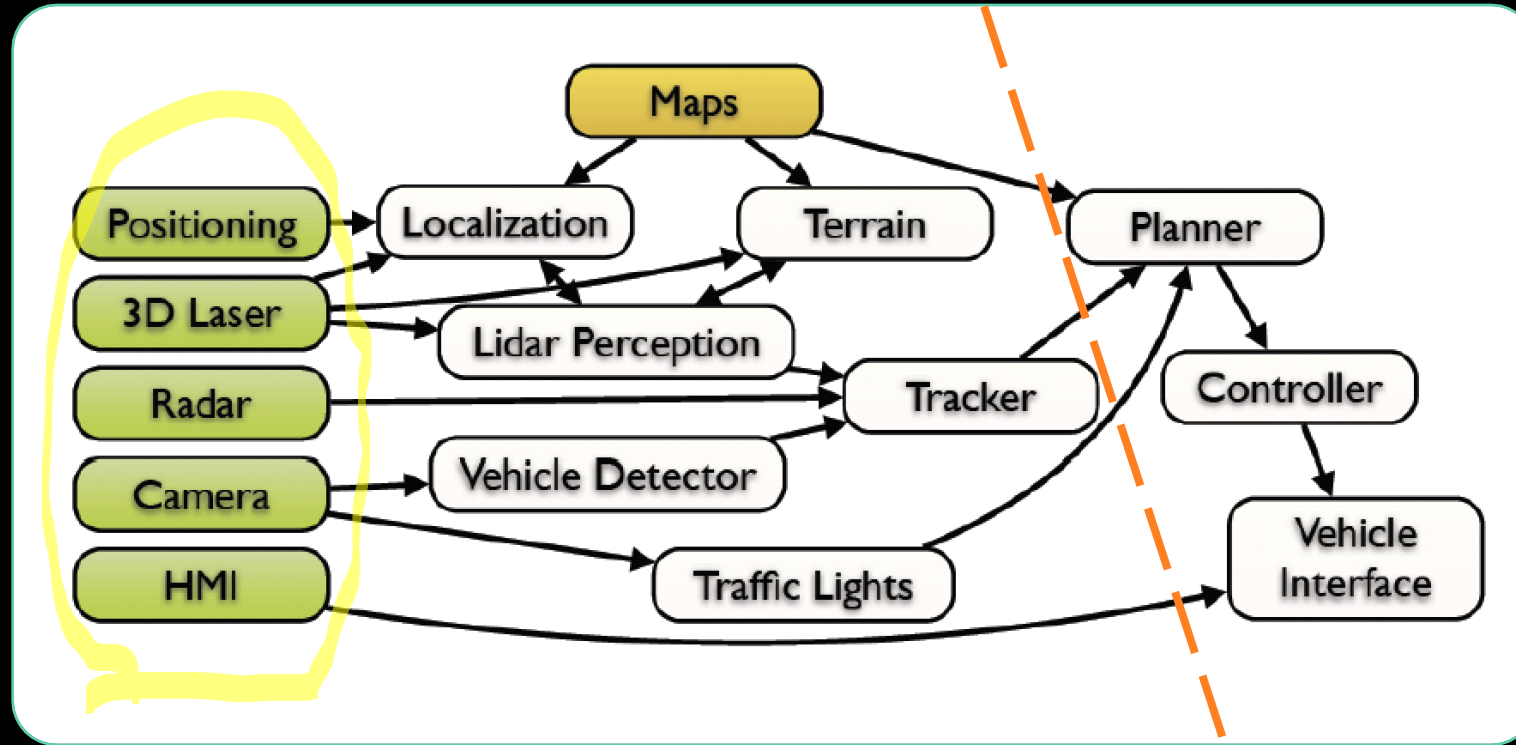 Maps
Positioning
Localization
Terrain
Planner
3D Laser
Lidar Perception
Radar
Tracker
Controller
Camera
Vehicle Detector
HMI
Traffic Lights
Vehicle
Interface